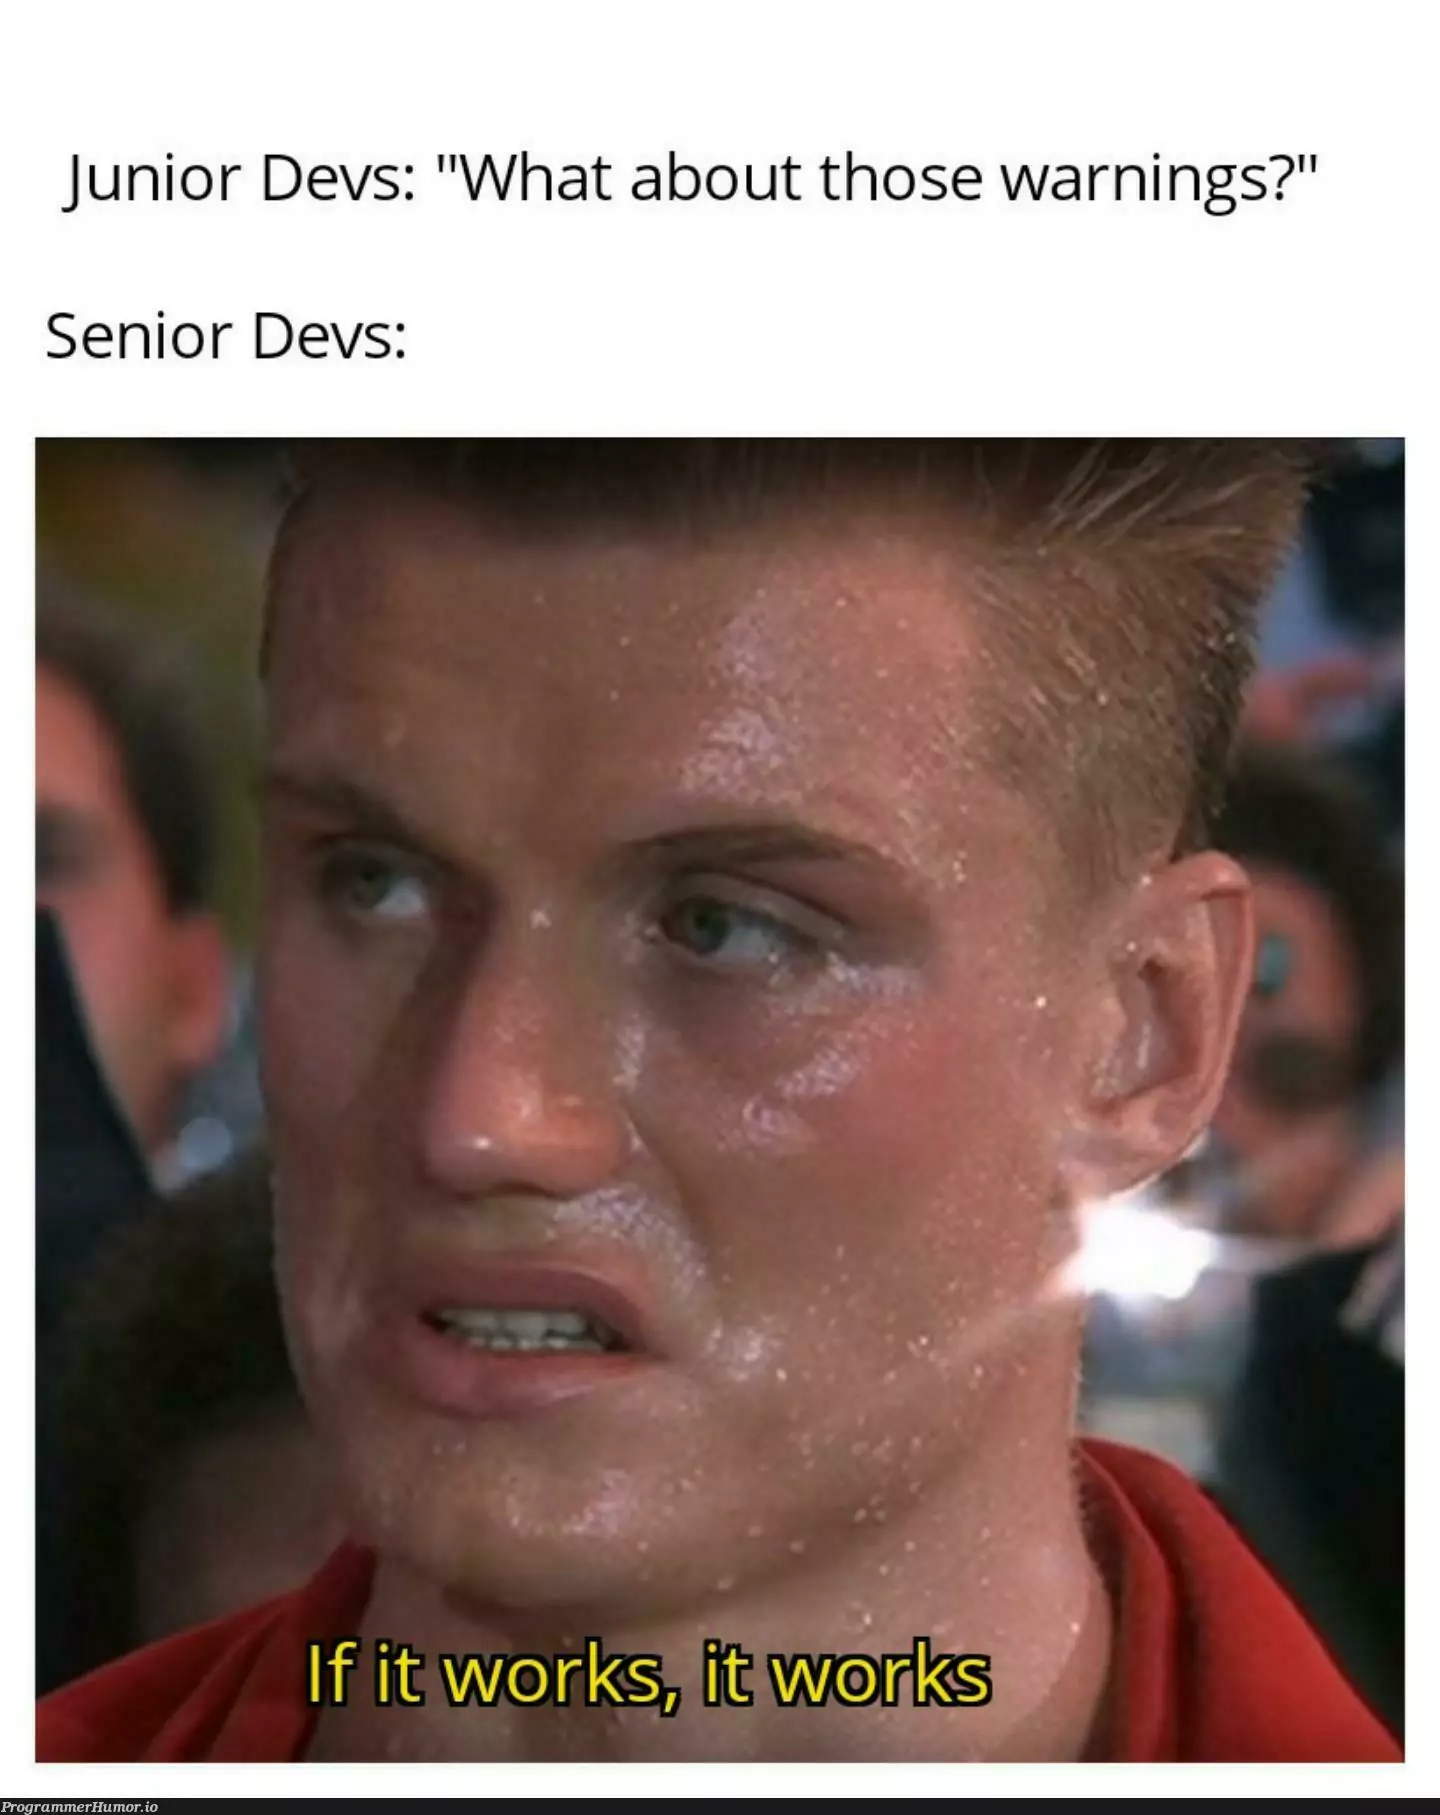 Junior Devs: "What about those warnings?"
Senior Devs:
If it works, it works
ProgrammerHumor.io